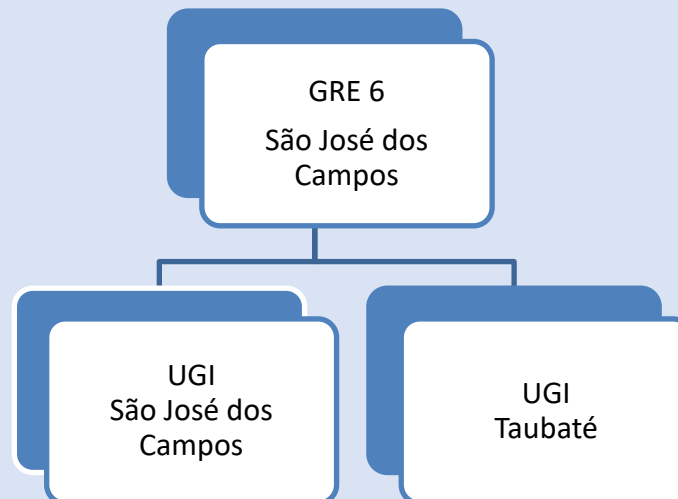 GRE 6
São José dos
Campos
UGI
São José dos
Campos
UGI
Taubaté